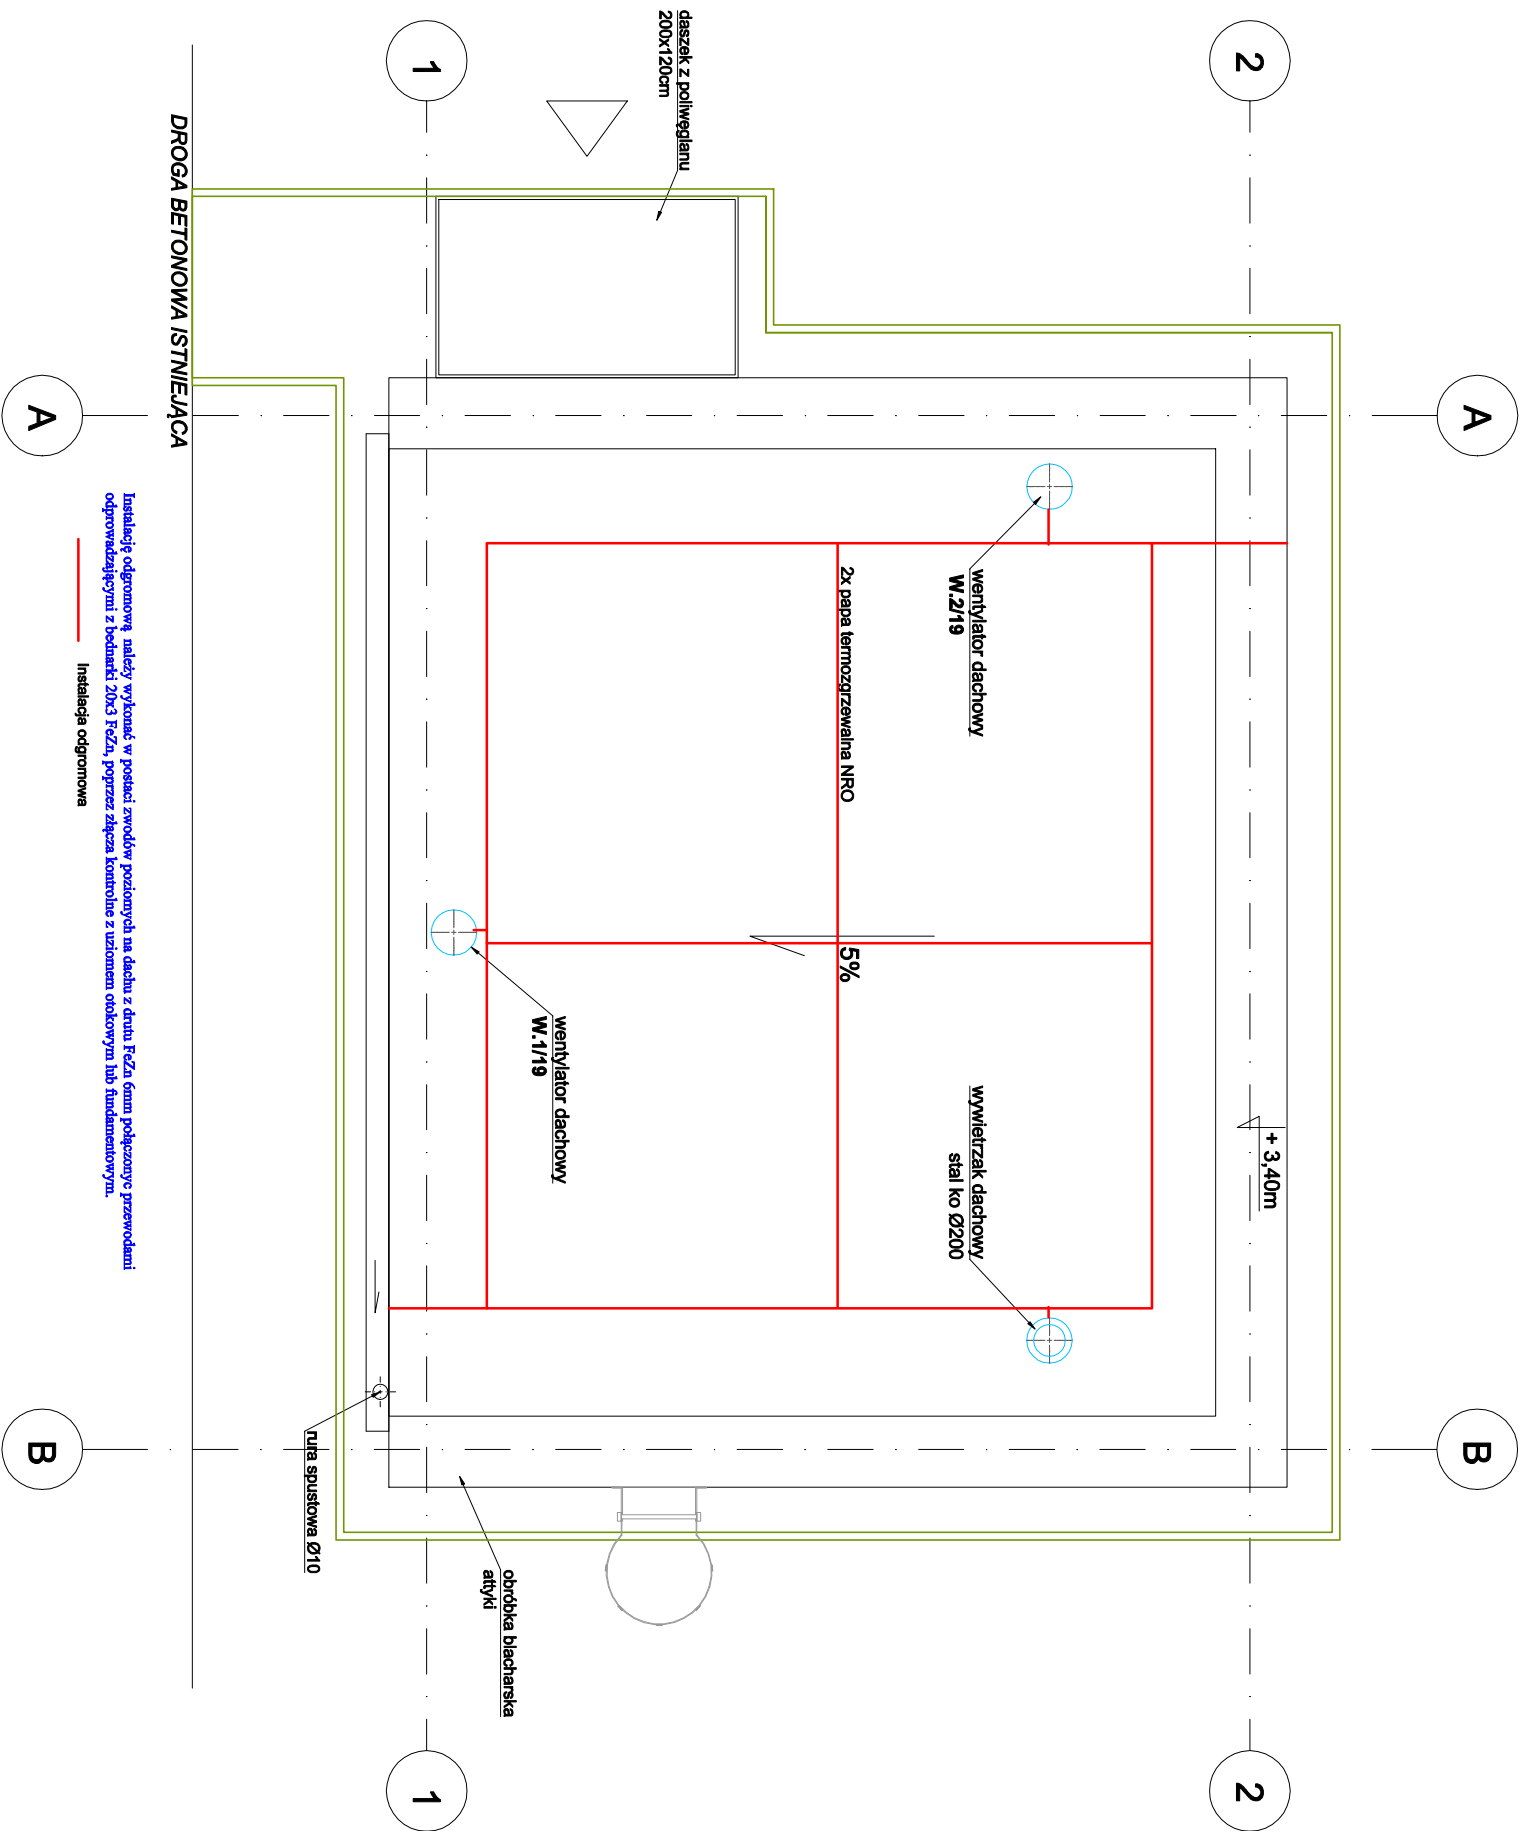 2
2
A
B
+ 3,40m
wentylator dachowy
W.2/19
wywietrzak dachowy
stal ko Ø200
2x papa termozgrzewalna NRO
5%
daszek z poliwęglanu
200x120cm
wentylator dachowy
W.1/19
obróbka blacharska
attyki
1
1
rura spustowa Ø10
DROGA BETONOWA ISTNIEJĄCA
Instalację odgromową należy wykonać w postaci zwodów poziomych na dachu z drutu FeZn 6mm połączonyc przewodami
odprowadzającymi z bednarki 20x3 FeZn, poprzez złącza kontrolne z uziomem otokowym lub fundamentowym.
Instalacja odgromowa
A
B